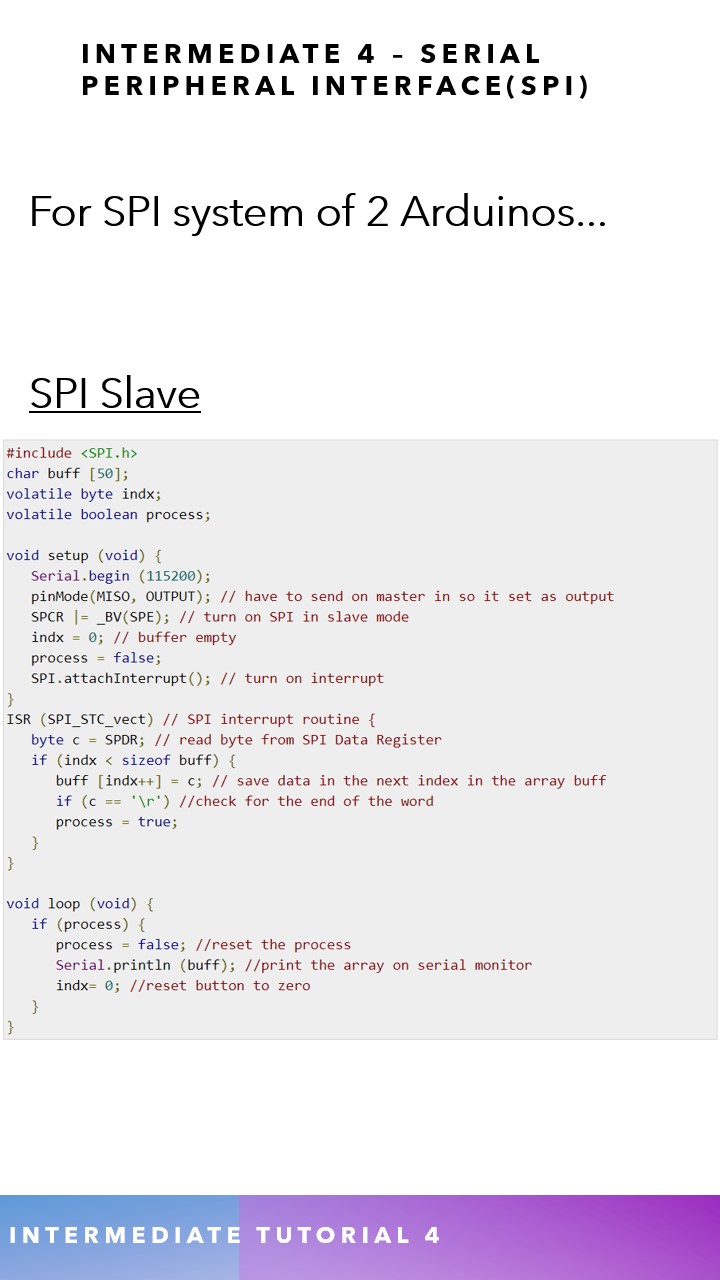 INTERMEDIATE 4 – SERIAL
PERIPHERAL INTERFACE(SPI)
For SPI system of 2 Arduinos...
SPI Slave
#include <SPI.h>
char buff [50];
volatile byte indx;
volatile boolean process;

void setup (void) {
   Serial.begin (115200);
   pinMode(MISO, OUTPUT); // have to send on master in so it set as output
   SPCR |= _BV(SPE); // turn on SPI in slave mode
   indx = 0; // buffer empty
   process = false;
   SPI.attachInterrupt(); // turn on interrupt
}
ISR (SPI_STC_vect) // SPI interrupt routine {
   byte c = SPDR; // read byte from SPI Data Register
   if (indx < sizeof buff) {
      buff [indx++] = c; // save data in the next index in the array buff
      if (c == '\r') //check for the end of the word
      process = true;
   }
}

void loop (void) {
   if (process) {
      process = false; //reset the process
      Serial.println (buff); //print the array on serial monitor
      indx= 0; //reset button to zero
   }
}
INTERMEDIATE TUTORIAL 4